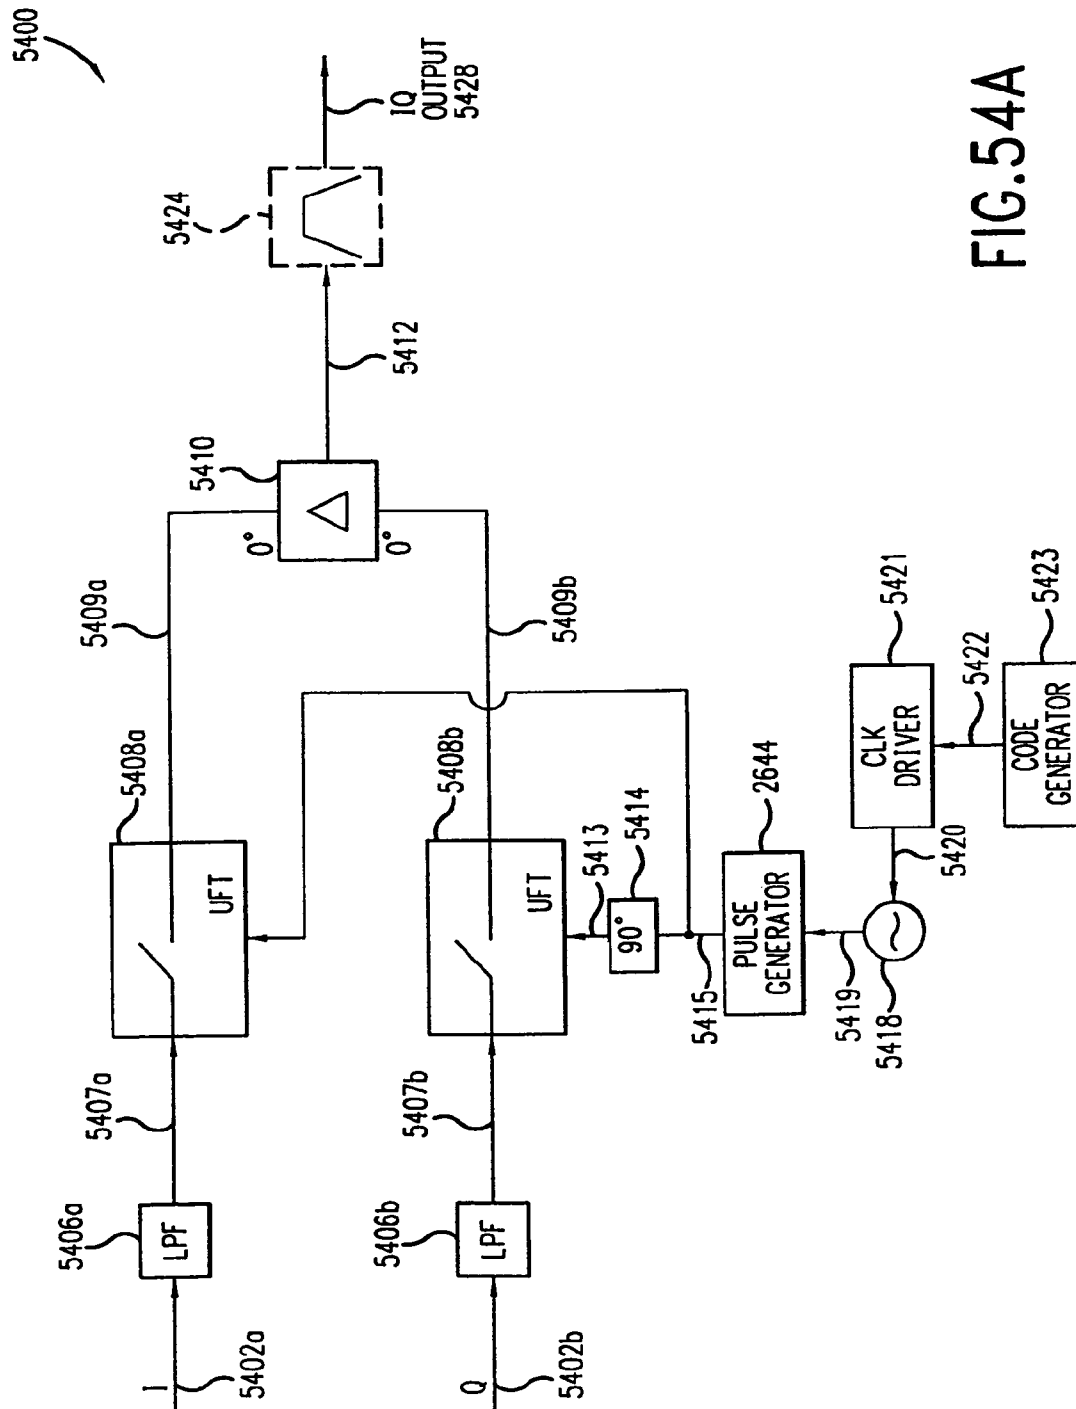 5400
I
5402a
5406a
LPF
5407a
5408a
UFT
5409a
0°
5410
0°
5412
5424
IQ
OUTPUT
5428
Q
5402b
5406b
LPF
5407b
5408b
UFT
5409b
5413
5414
90°
5415
2644
PULSE
GENERATOR
5419
5418
5420
CLK
DRIVER
5421
5422
CODE
GENERATOR
5423
FIG.54A